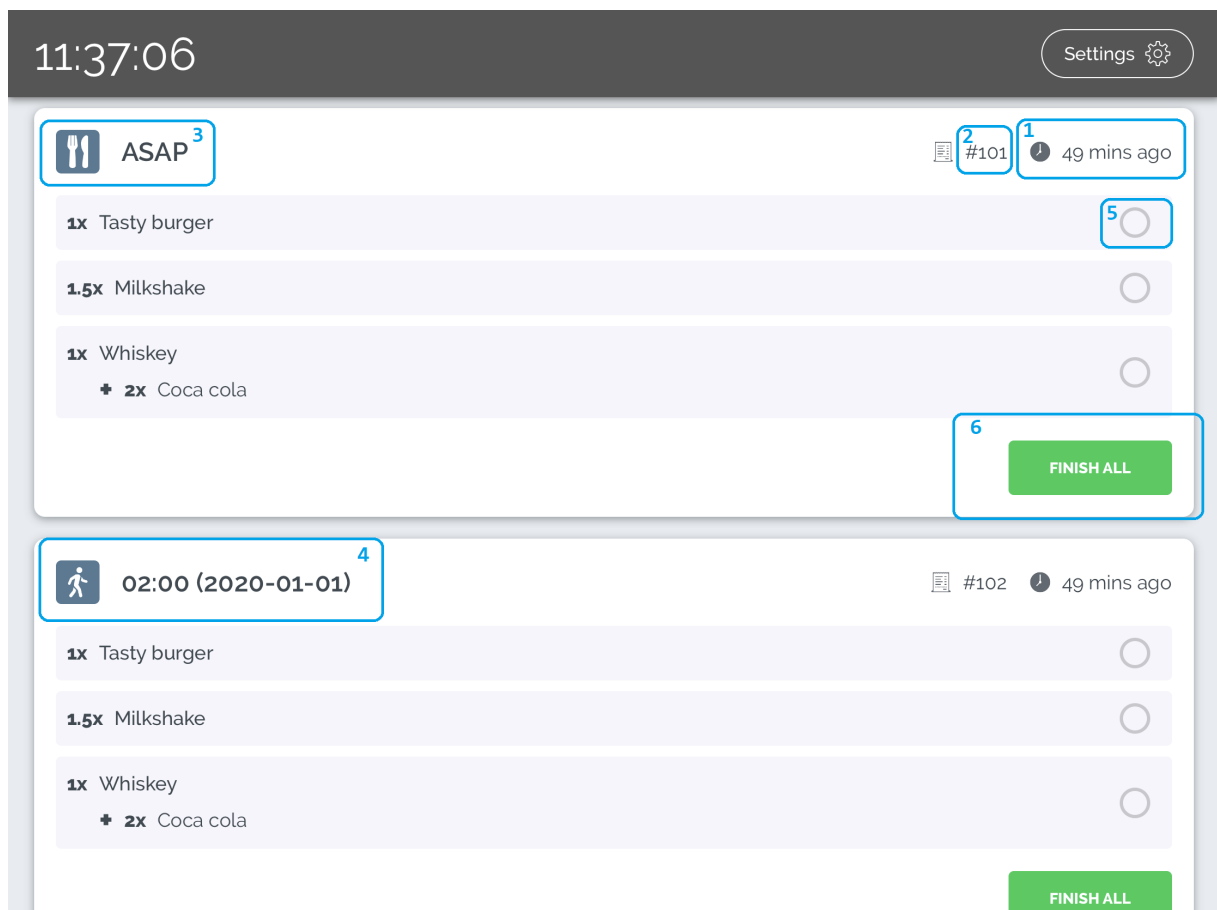 11:37:06 Settings
3
ASAP 2 #101 1 49 mins ago
1x Tasty burger 5
1.5x Milkshake
1x Whiskey
+ 2x Coca cola
6
FINISH ALL
4
02:00 (2020-01-01) #102 49 mins ago
1x Tasty burger
1.5x Milkshake
1x Whiskey
+ 2x Coca cola
FINISH ALL